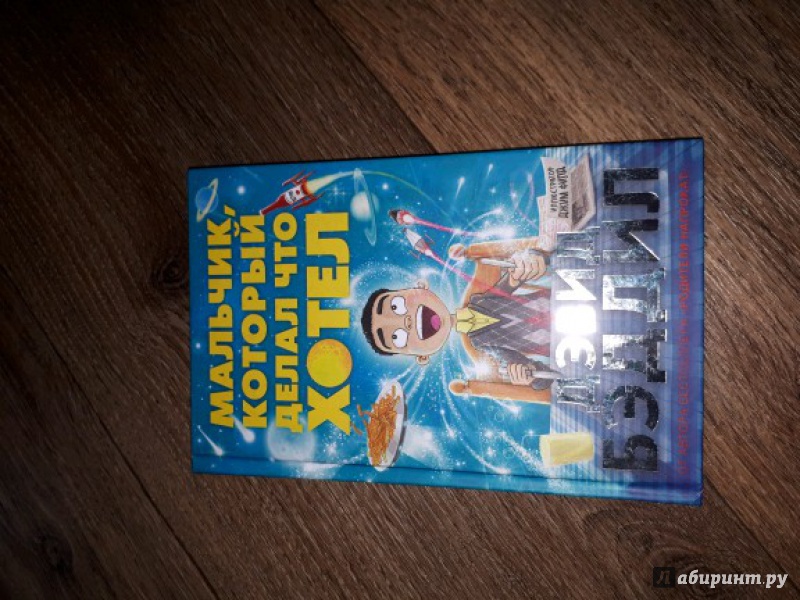 МАЛЬЧИК,
КОТОРЫЙ
ДЕЛАЛ ЧТО
ХОТЕЛ
ДЭВИД
БЭДДИЛ
абиринт.ру